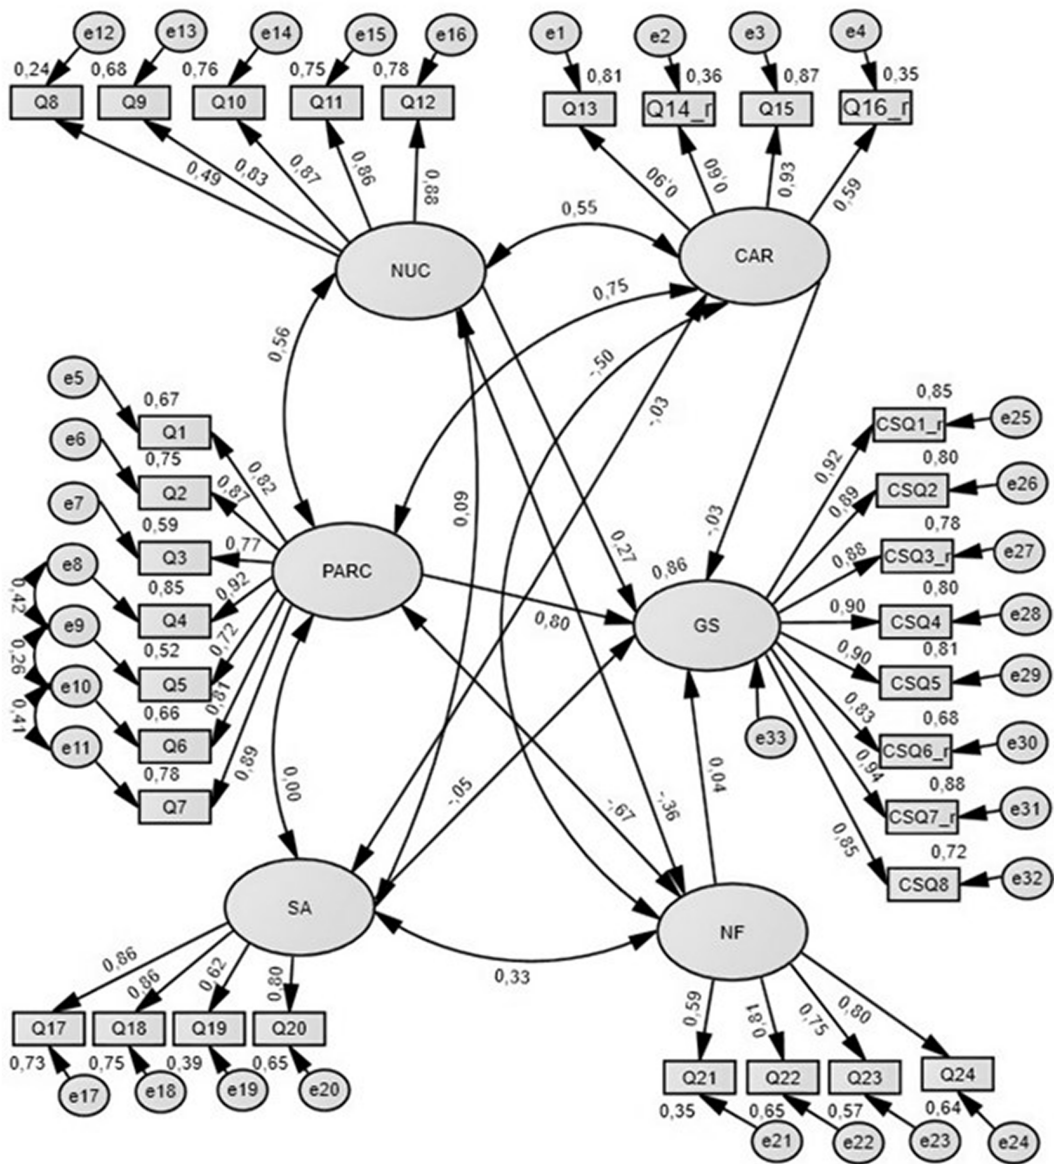 e12 e13 e14 e15 e16 e1 e2 e3 e4
0,24 0,68 0,76 0,75 0,78 0,81 0,36 0,87 0,35
Q8 Q9 Q10 Q11 Q12 Q13 Q14_r Q15 Q16_r
0,49 0,83 0,87 0,86 0,88 0,90 0,60 0,93 0,59
0,55
NUC CAR
0,75
0,56
-,50
-,03
e5
0,67
Q1
0,82
e6
0,75
Q2
0,87
e7
0,59
Q3
0,77
e8
0,85
Q4
0,92
0,42
e9
0,52
Q5
0,72
0,26
e10
0,66
Q6
0,81
0,41
e11
0,78
Q7
0,89
PARC
0,09
0,27
-,03
0,80
0,86
GS
e33
0,85
CSQ1_r
e25
0,92
0,80
CSQ2
e26
0,89
0,78
CSQ3_r
e27
0,88
0,80
CSQ4
e28
0,90
0,81
CSQ5
e29
0,90
0,68
CSQ6_r
e30
0,83
0,88
CSQ7_r
e31
0,94
0,72
CSQ8
e32
0,85
0,00
-,05
-,67
-,36
0,04
SA
NF
0,33
0,86 0,86 0,62 0,80
Q17 Q18 Q19 Q20
0,73 0,75 0,39 0,65
e17 e18 e19 e20
0,59 0,81 0,75 0,80
Q21 Q22 Q23 Q24
0,35 0,65 0,57 0,64
e21 e22 e23 e24